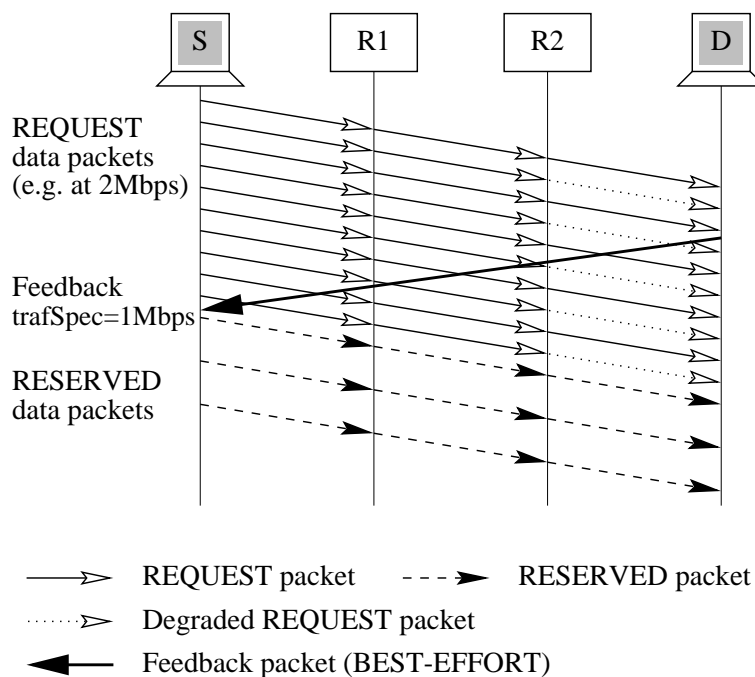 S
R1
R2
D
REQUEST
data packets
(e.g. at 2Mbps)
Feedback
trafSpec=1Mbps
RESERVED
data packets
REQUEST packet
RESERVED packet
Degraded REQUEST packet
Feedback packet (BEST-EFFORT)